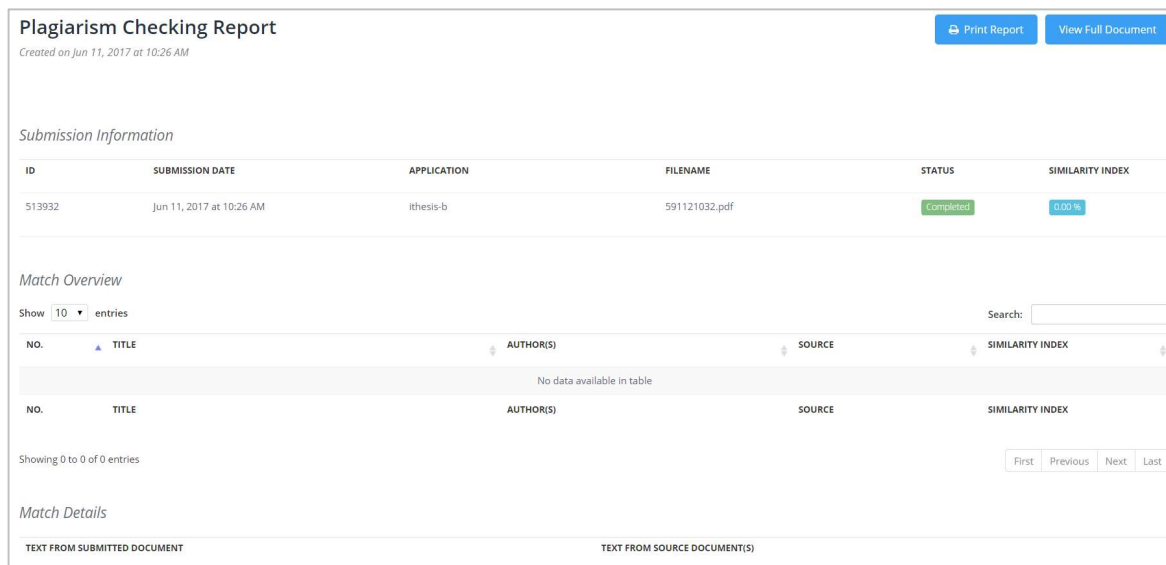 Plagiarism Checking Report
Print Report
View Full Document
Created on Jun 11, 2017 at 10:26 AM
Submission Information
ID SUBMISSION DATE APPLICATION FILENAME STATUS SIMILARITY INDEX
513932 Jun 11, 2017 at 10:26 AM ithesis-b 591121032.pdf Completed 0.00 %
Match Overview
Show 10 entries Search:
NO. TITLE AUTHOR(S) SOURCE SIMILARITY INDEX
No data available in table
NO. TITLE AUTHOR(S) SOURCE SIMILARITY INDEX
Showing 0 to 0 of 0 entries First Previous Next Last
Match Details
TEXT FROM SUBMITTED DOCUMENT TEXT FROM SOURCE DOCUMENT(S)